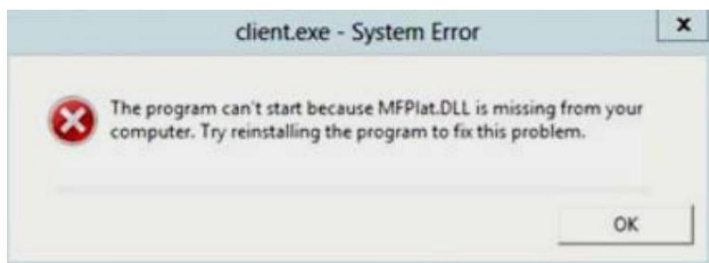 client.exe - System Error
x
The program can't start because MFPlat.DLL is missing from your
computer. Try reinstalling the program to fix this problem.
OK